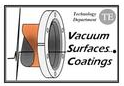 Technology
Department
TE
Vacuum
Surfaces
Coatings